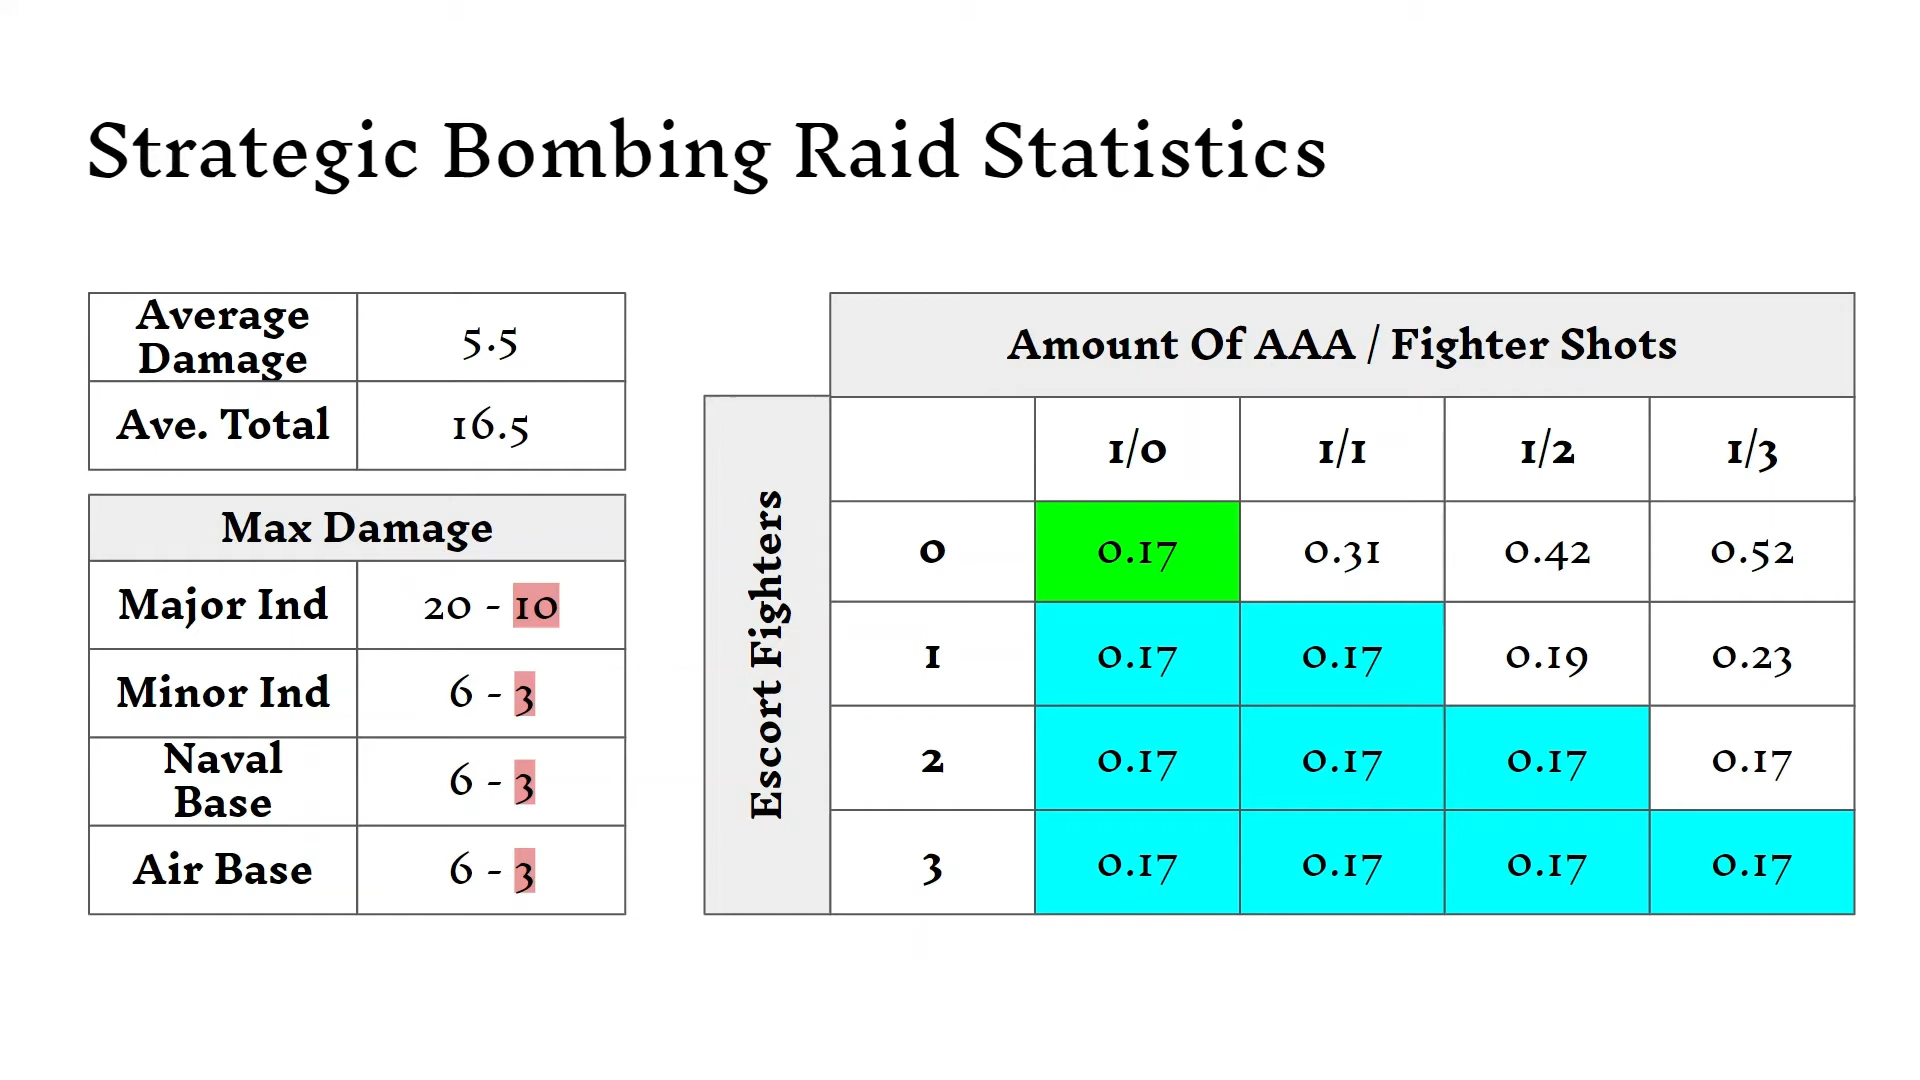 Strategic Bombing Raid Statistics
Average
Damage
5.5
Ave. Total
16.5
Max Damage
Major Ind
20 - 10
Minor Ind
6 - 3
Naval
Base
6 - 3
Air Base
6 - 3
Amount Of AAA / Fighter Shots
Escort Fighters
1/0 1/1 1/2 1/3
0 0.17 0.31 0.42 0.52
1 0.17 0.17 0.19 0.23
2 0.17 0.17 0.17 0.17
3 0.17 0.17 0.17 0.17